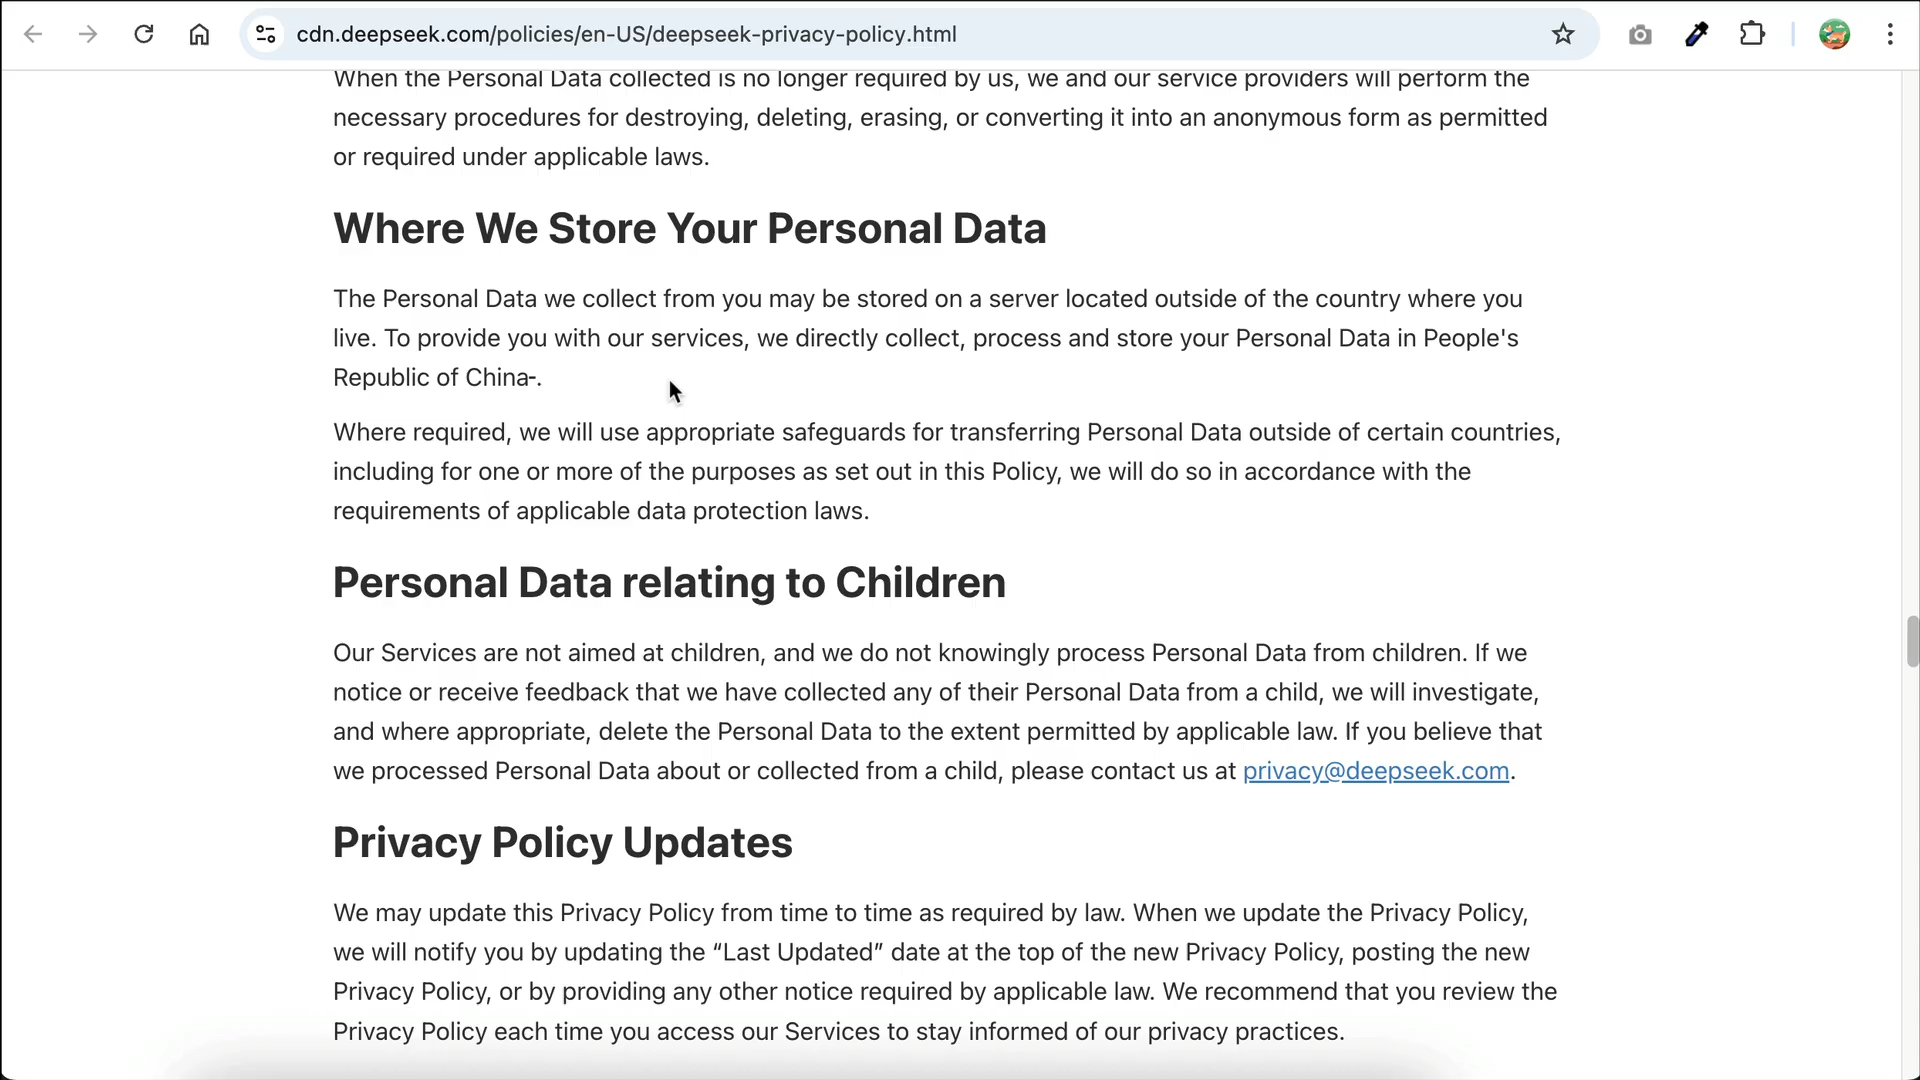 cdn.deepseek.com/policies/en-US/deepseek-privacy-policy.html
When the Personal Data collected is no longer required by us, we and our service providers will perform the
necessary procedures for destroying, deleting, erasing, or converting it into an anonymous form as permitted
or required under applicable laws.
Where We Store Your Personal Data
The Personal Data we collect from you may be stored on a server located outside of the country where you
live. To provide you with our services, we directly collect, process and store your Personal Data in People's
Republic of China-.
Where required, we will use appropriate safeguards for transferring Personal Data outside of certain countries,
including for one or more of the purposes as set out in this Policy, we will do so in accordance with the
requirements of applicable data protection laws.
Personal Data relating to Children
Our Services are not aimed at children, and we do not knowingly process Personal Data from children. If we
notice or receive feedback that we have collected any of their Personal Data from a child, we will investigate,
and where appropriate, delete the Personal Data to the extent permitted by applicable law. If you believe that
we processed Personal Data about or collected from a child, please contact us at privacy@deepseek.com.
Privacy Policy Updates
We may update this Privacy Policy from time to time as required by law. When we update the Privacy Policy,
we will notify you by updating the “Last Updated” date at the top of the new Privacy Policy, posting the new
Privacy Policy, or by providing any other notice required by applicable law. We recommend that you review the
Privacy Policy each time you access our Services to stay informed of our privacy practices.